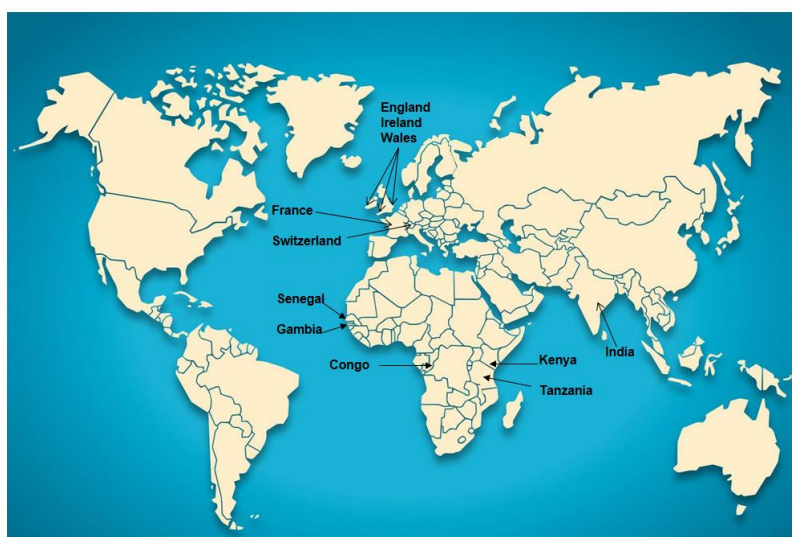 England
Ireland
Wales
France
Switzerland
Senegal
Gambia
Congo
Kenya
Tanzania
India